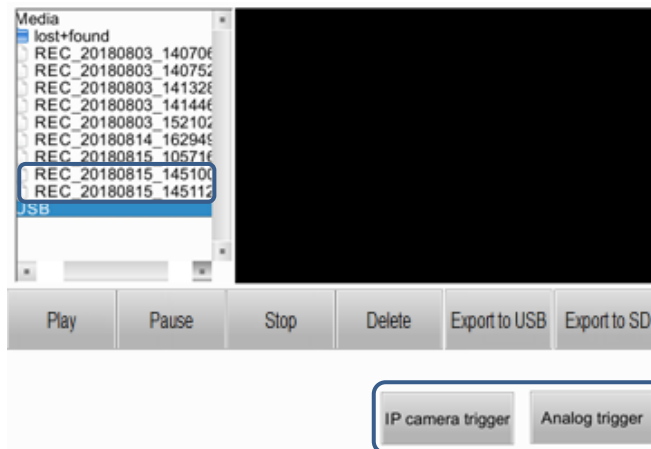 Media
lost+found
REC_20180803_140706
REC_20180803_140752
REC_20180803_141328
REC_20180803_141446
REC_20180803_152102
REC_20180814_162949
REC_20180815_105716
REC_20180815_145100
REC_20180815_145112
USB
Play Pause Stop Delete Export to USB Export to SD
IP camera trigger Analog trigger